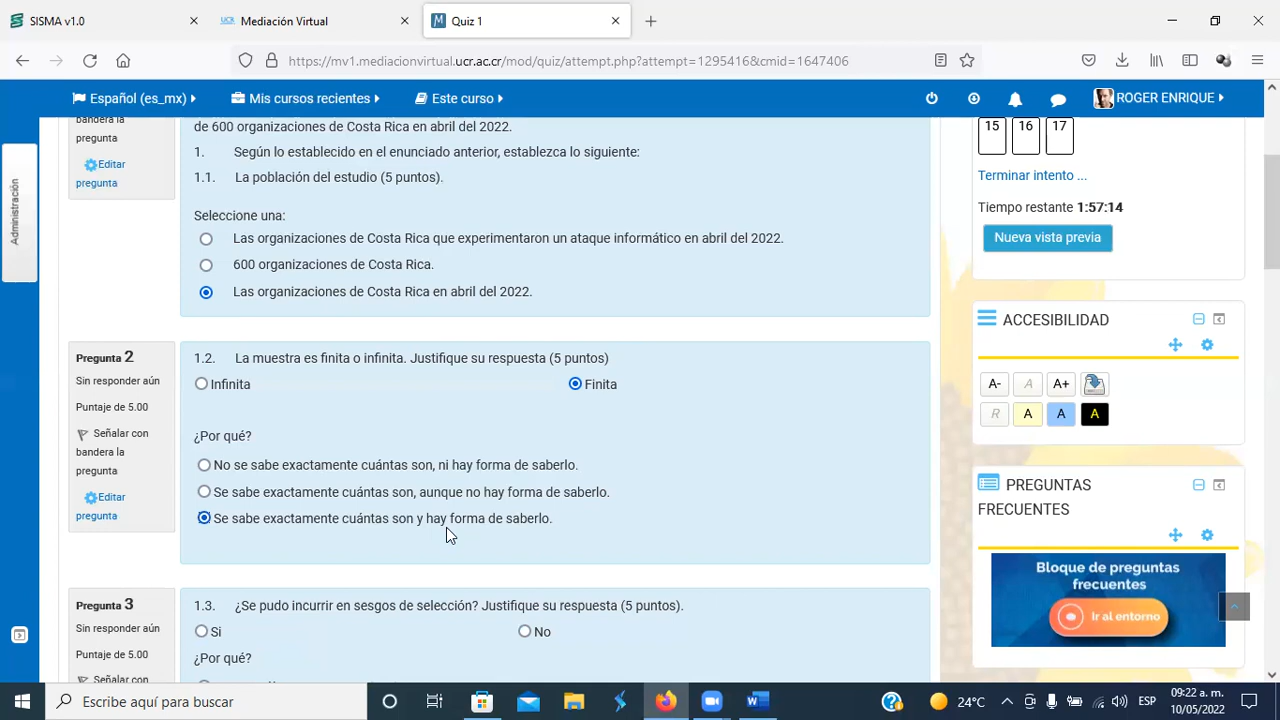 SISMA v1.0
Mediación Virtual
Quiz 1
https://mv1.mediacionvirtual.ucr.ac.cr/mod/quiz/attempt.php?attempt=1295416&cmid=1647406
Español (es_mx)
Mis cursos recientes
Este curso
ROGER ENRIQUE
Administración
bandera la
pregunta
Editar
pregunta
de 600 organizaciones de Costa Rica en abril del 2022.
1. Según lo establecido en el enunciado anterior, establezca lo siguiente:
1.1. La población del estudio (5 puntos).
Seleccione una:
Las organizaciones de Costa Rica que experimentaron un ataque informático en abril del 2022.
600 organizaciones de Costa Rica.
Las organizaciones de Costa Rica en abril del 2022.
Pregunta 2
Sin responder aún
Puntaje de 5.00
Señalar con
bandera la
pregunta
Editar
pregunta
1.2. La muestra es finita o infinita. Justifique su respuesta (5 puntos)
Infinita
Finita
¿Por qué?
No se sabe exactamente cuántas son, ni hay forma de saberlo.
Se sabe exactamente cuántas son, aunque no hay forma de saberlo.
Se sabe exactamente cuántas son y hay forma de saberlo.
Pregunta 3
Sin responder aún
Puntaje de 5.00
Señalar con
1.3. ¿Se pudo incurrir en sesgos de selección? Justifique su respuesta (5 puntos).
Si
No
¿Por qué?
15 16 17
Terminar intento ...
Tiempo restante 1:57:14
Nueva vista previa
ACCESIBILIDAD
A- A A+
R A A A
PREGUNTAS
FRECUENTES
Bloque de preguntas
frecuentes
Ir al entorno
Escribe aquí para buscar
24°C
ESP
09:22 a. m.
10/05/2022